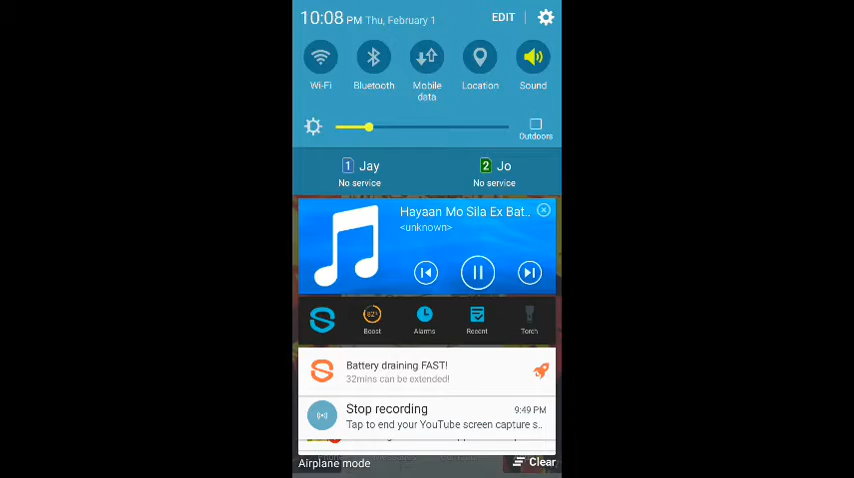 10:08 PM Thu, February 1 EDIT
Wi-Fi Bluetooth Mobile data Location Sound
Outdoors
1 Jay 2 Jo
No service No service
Hayaan Mo Sila Ex Bat..
<unknown>
82°
Boost Alarms Recent Torch
Battery draining FAST!
32mins can be extended!
Stop recording 9:49 PM
Tap to end your YouTube screen capture s..
Airplane mode Clear